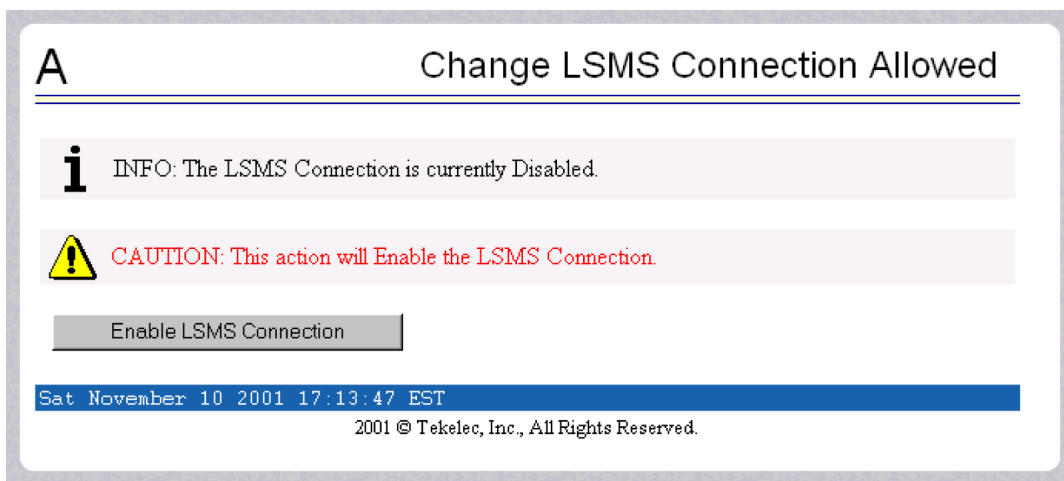 A
Change LSMS Connection Allowed
i
INFO: The LSMS Connection is currently Disabled.
CAUTION: This action will Enable the LSMS Connection.
Enable LSMS Connection
Sat November 10 2001 17:13:47 EST
2001 © Tekelec, Inc., All Rights Reserved.